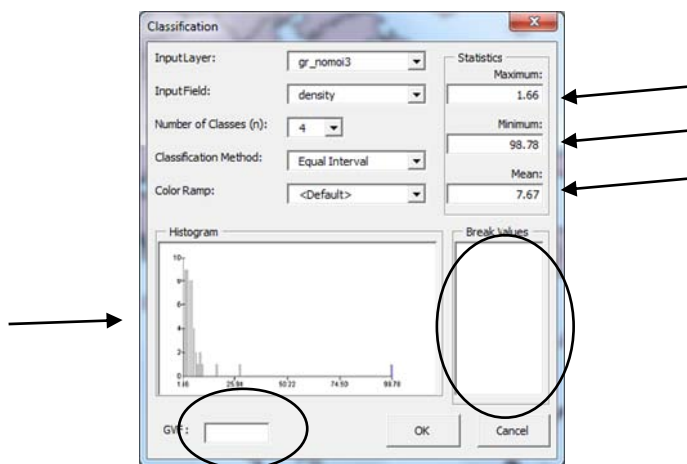 Classification
InputLayer:
gr_nomoi3
InputField:
density
Number of Classes (n):
4
Classification Method:
Equal Interval
Color Ramp:
<Default>
Statistics
Maximum:
1.66
Minimum:
98.78
Mean:
7.67
Histogram
10
8
6
4
2
0
1.66 25.94 50.22 74.50 98.78
Break Values
GVF:
OK
Cancel